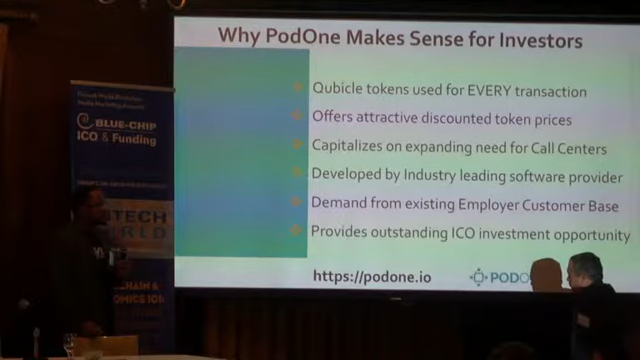 Why PodOne Makes Sense for Investors
Qubicle tokens used for EVERY transaction
Offers attractive discounted token prices
Capitalizes on expanding need for Call Centers
Developed by Industry leading software provider
Demand from existing Employer Customer Base
Provides outstanding ICO investment opportunity
https://podone.io
PODO
BLUE-CHIP
ICO & Funding